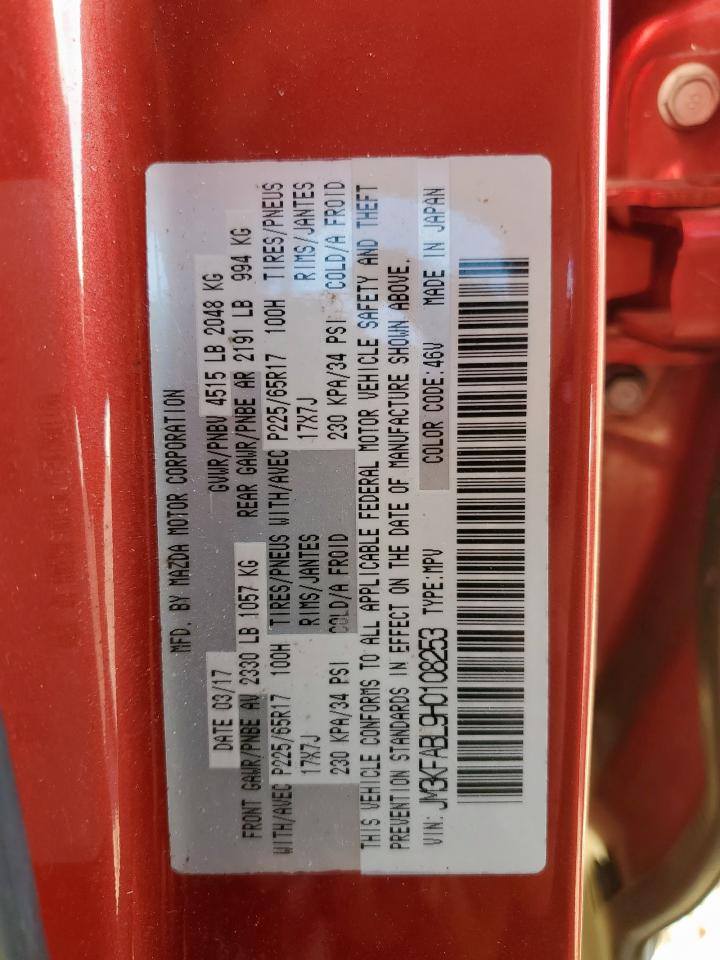 MFD. BY MAZDA MOTOR CORPORATION
DATE 03/17 GVWR/PNBV 4515 LB 2048 KG
FRONT GAWR/PNBE AV 2330 LB 1057 KG REAR GAWR/PNBE AR 2191 LB 994 KG
WITH/AVEC P225/65R17 100H TIRES/PNEUS WITH/AVEC P225/65R17 100H TIRES/PNEUS
17X7J RIMS/JANTES 17X7J RIMS/JANTES
230 KPA/34 PSI COLD/A FROID 230 KPA/34 PSI COLD/A FROID
THIS VEHICLE CONFORMS TO ALL APPLICABLE FEDERAL MOTOR VEHICLE SAFETY AND THEFT
PREVENTION STANDARDS IN EFFECT ON THE DATE OF MANUFACTURE SHOWN ABOVE.
VIN: JM3KFABL9H0108253 TYPE:MPV COLOR CODE:46V MADE IN JAPAN